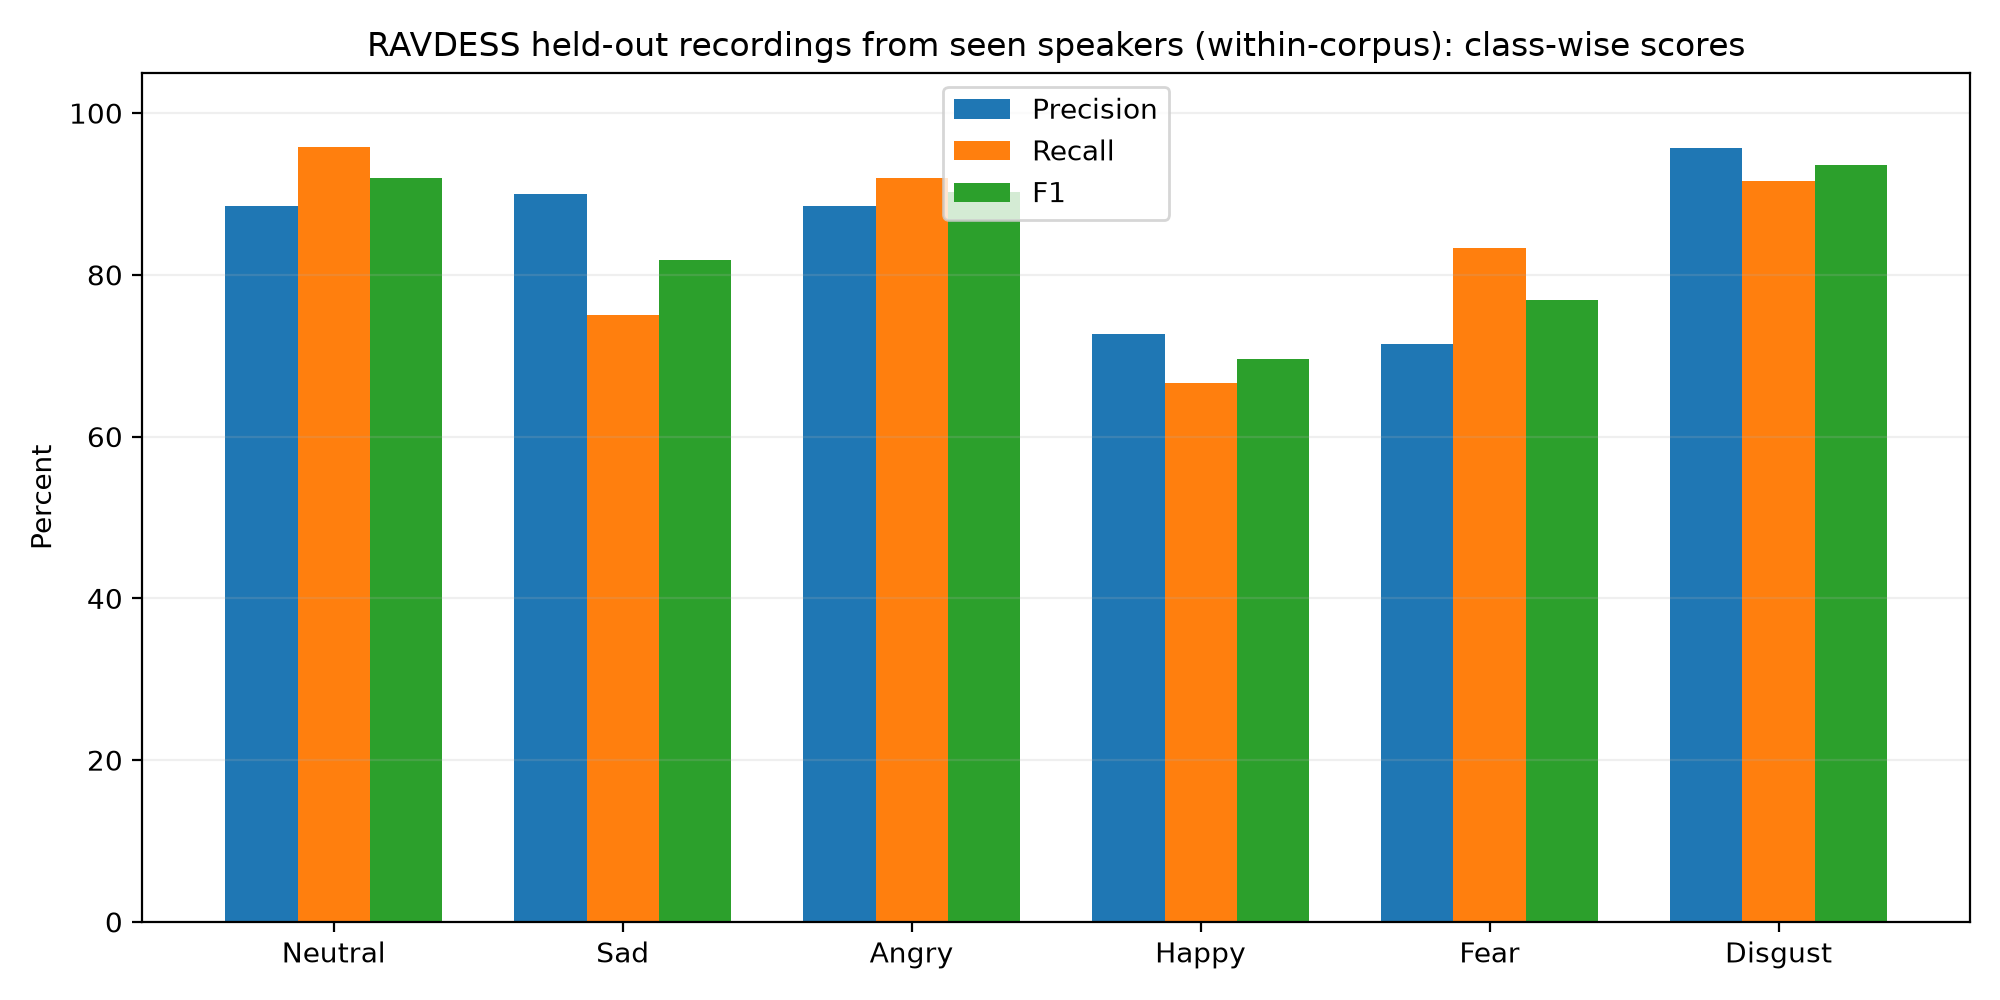 RAVDESS held-out recordings from seen speakers (within-corpus): class-wise scores
Precision
Recall
F1
Percent
100
80
60
40
20
0
Neutral Sad Angry Happy Fear Disgust